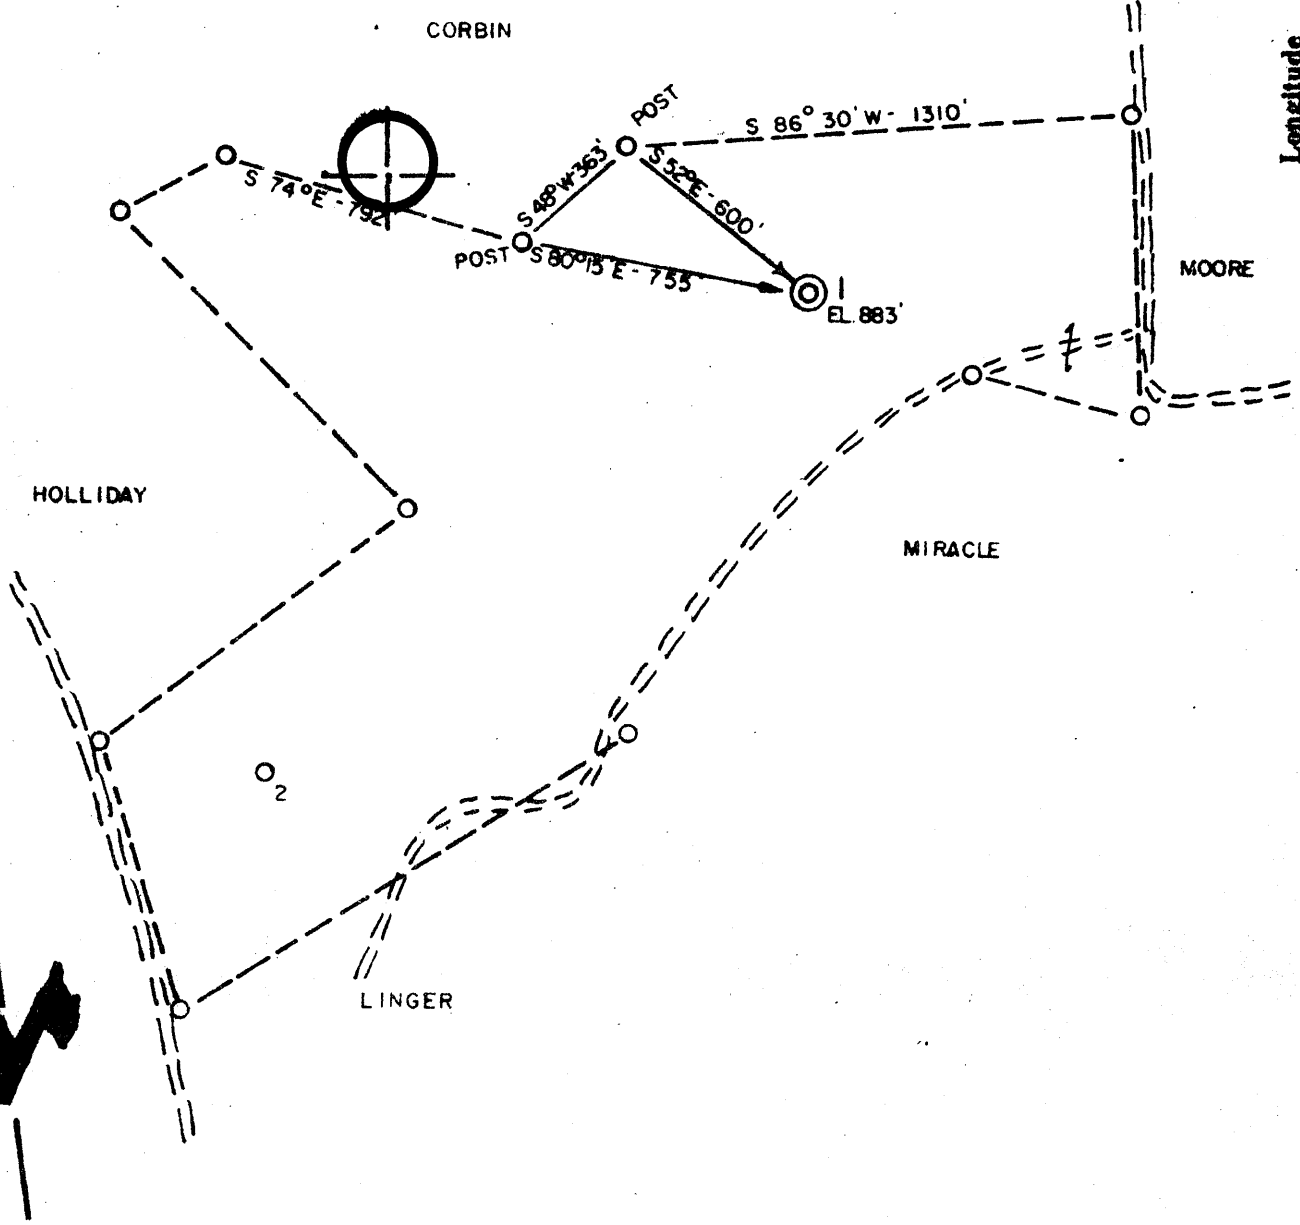 CORBIN
Longitude
POST
S 86° 30' W - 1310'
S 48° W - 363'
S 52° E - 600'
S 74° E - 792'
POST
S 80° 15' E - 755'
1
EL. 883'
MOORE
HOLLIDAY
MIRACLE
2
LINGER